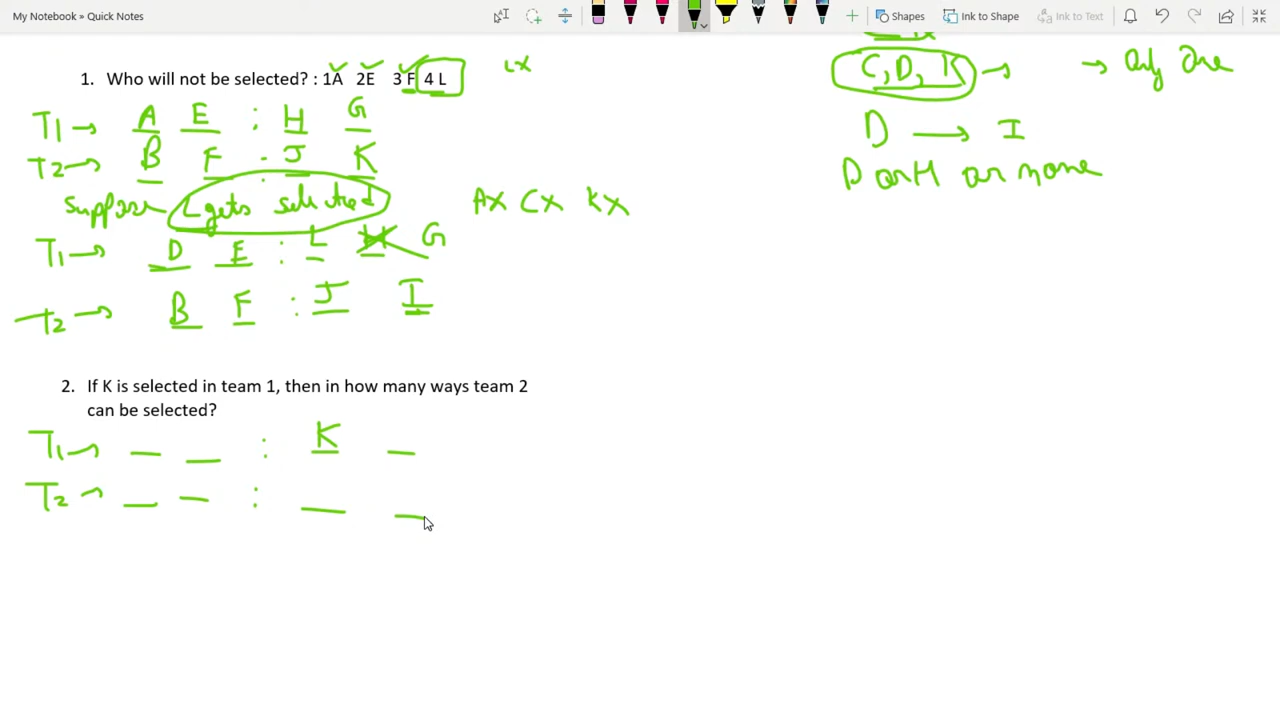 My Notebook » Quick Notes
Shapes
Ink to Shape
Ink to Text
1. Who will not be selected? : 1A 2E 3 F 4 L
T1 → A E : H G
T2 → B F : J K
Suppose L gets selected AX CX KX
T1 → D E : L H G
T2 → B F : J I
2. If K is selected in team 1, then in how many ways team 2
can be selected?
T1 → _ _ : K _
T2 → _ _ : _ _
C, D, K → → Only One
D → I
D or H or none